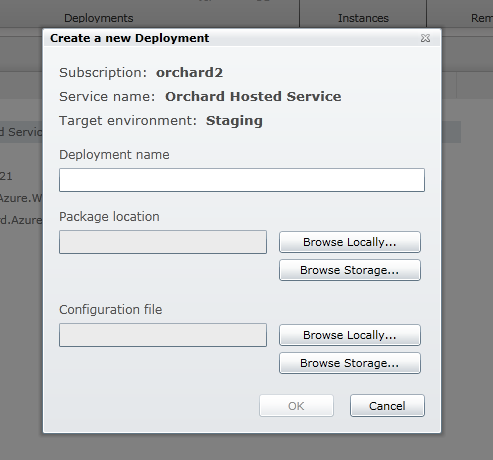 Deployments
Instances
Rem
Create a new Deployment
Subscription: orchard2
Service name: Orchard Hosted Service
Target environment: Staging
d Servic
Deployment name
21
Azure.W
Package location
rd.Azure
Browse Locally...
Browse Storage...
Configuration file
Browse Locally...
Browse Storage...
OK
Cancel